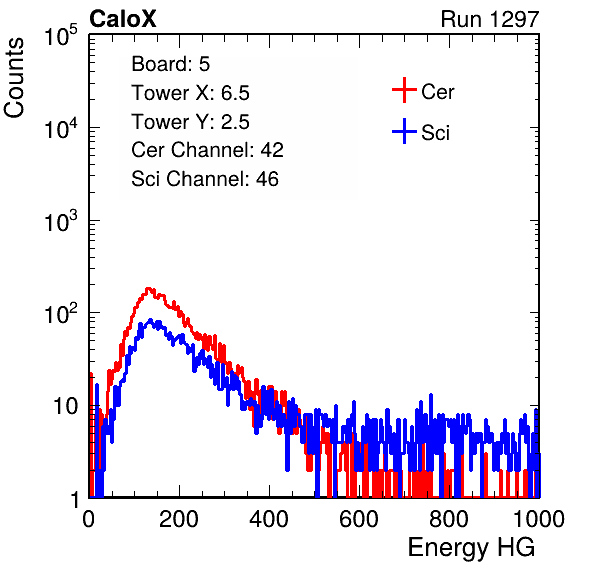 CaloX Run 1297
Counts
Board: 5
Tower X: 6.5
Tower Y: 2.5
Cer Channel: 42
Sci Channel: 46
Cer
Sci
10^5
10^4
10^3
10^2
10
1
0 200 400 600 800 1000
Energy HG